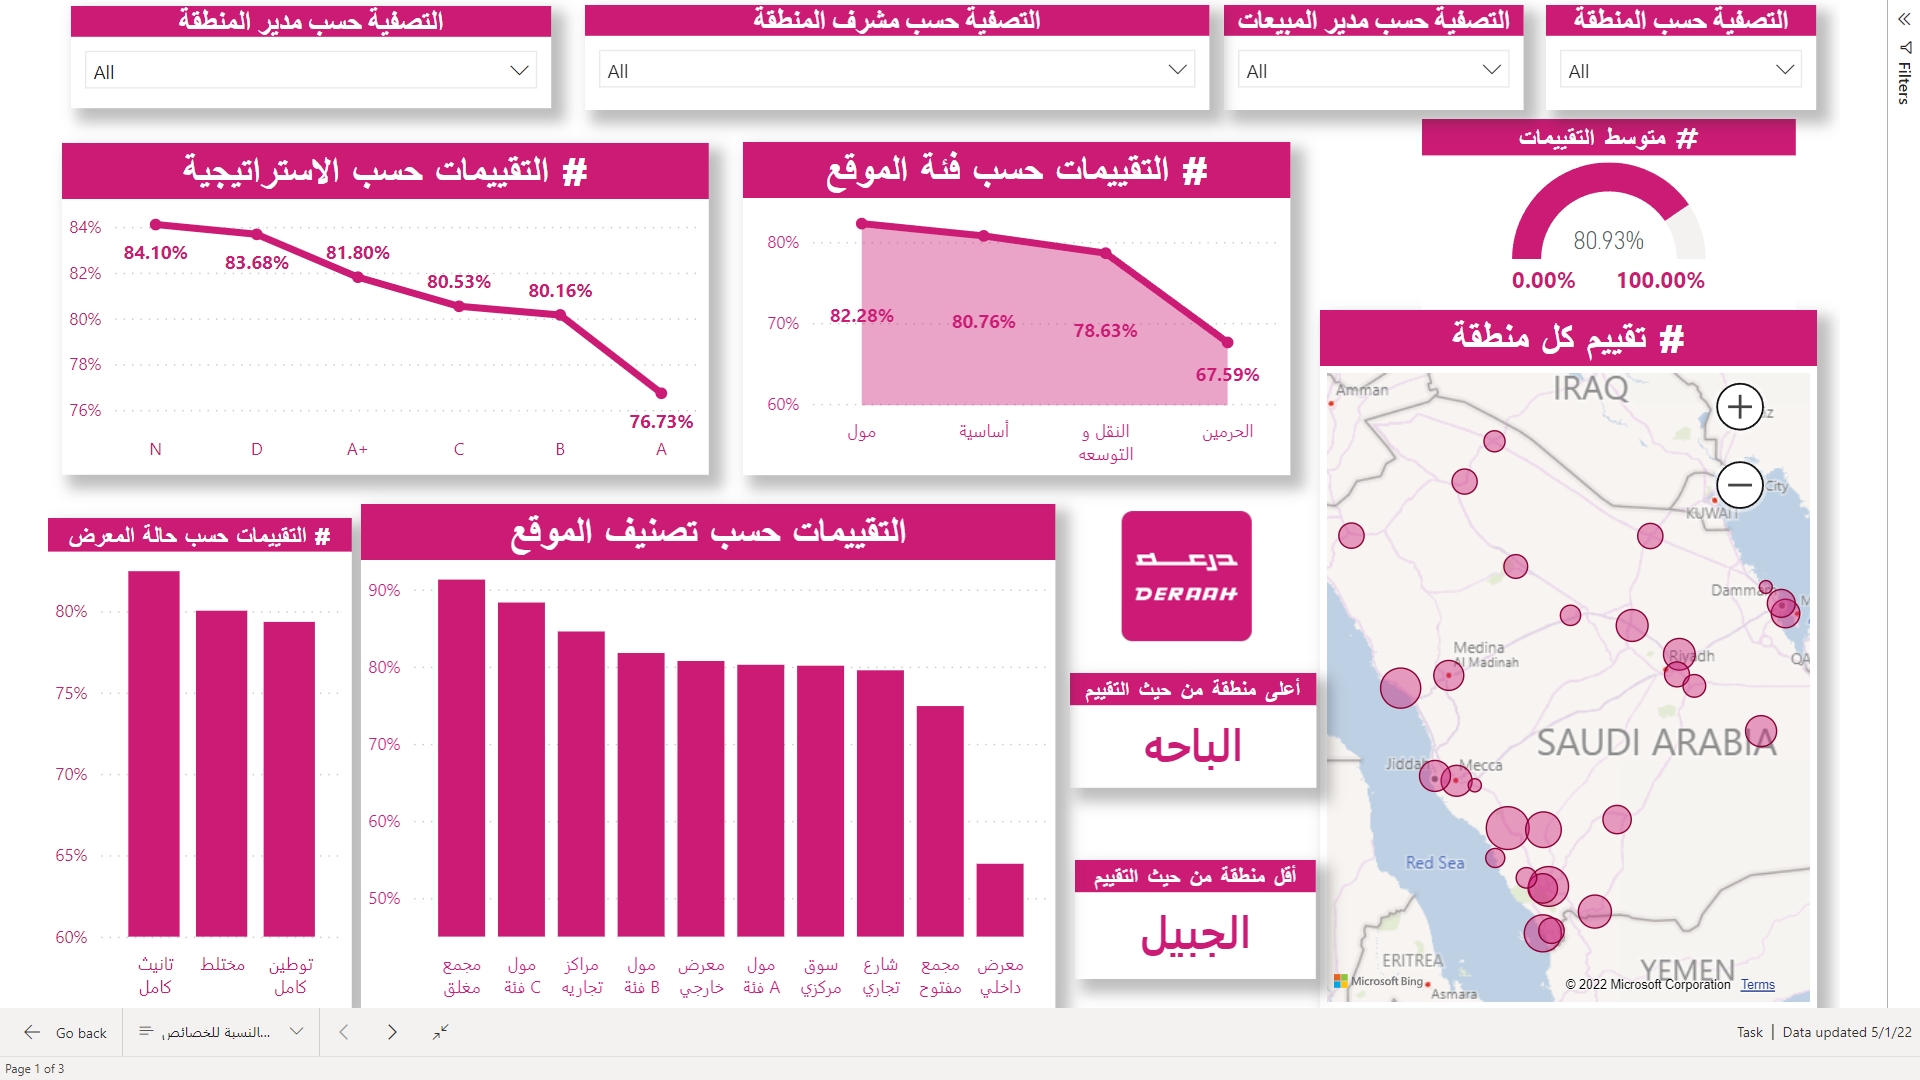 التصفية حسب مدير المنطقة
All
التصفية حسب مشرف المنطقة
All
التصفية حسب مدير المبيعات
All
التصفية حسب المنطقة
All
Filters
# التقييمات حسب الاستراتيجية
84%
82%
80%
78%
76%
84.10%
83.68%
81.80%
80.53%
80.16%
76.73%
N D A+ C B A
# التقييمات حسب فئة الموقع
80%
70%
60%
82.28%
80.76%
78.63%
67.59%
مول
أساسية
النقل و
التوسعه
الحرمين
# متوسط التقييمات
80.93%
0.00% 100.00%
# تقييم كل منطقة
Amman
IRAQ
City
KUWAIT
Medina
Al Madinah
Riyadh
SAUDI ARABIA
Jiddah
Mecca
Red Sea
ERITREA
YEMEN
Asmara
Microsoft Bing
© 2022 Microsoft Corporation Terms
# التقييمات حسب حالة المعرض
80%
75%
70%
65%
60%
تانيث
كامل
مختلط
توطين
كامل
التقييمات حسب تصنيف الموقع
90%
80%
70%
60%
50%
مجمع
مغلق
مول
فئة C
مراكز
تجاريه
مول
فئة B
معرض
خارجي
مول
فئة A
سوق
مركزي
شارع
تجاري
مجمع
مفتوح
معرض
داخلي
درعه
DERAAH
أعلى منطقة من حيث التقييم
الباحه
أقل منطقة من حيث التقييم
الجبيل
Go back
النسبة للخصائص...
Task | Data updated 5/1/22
Page 1 of 3